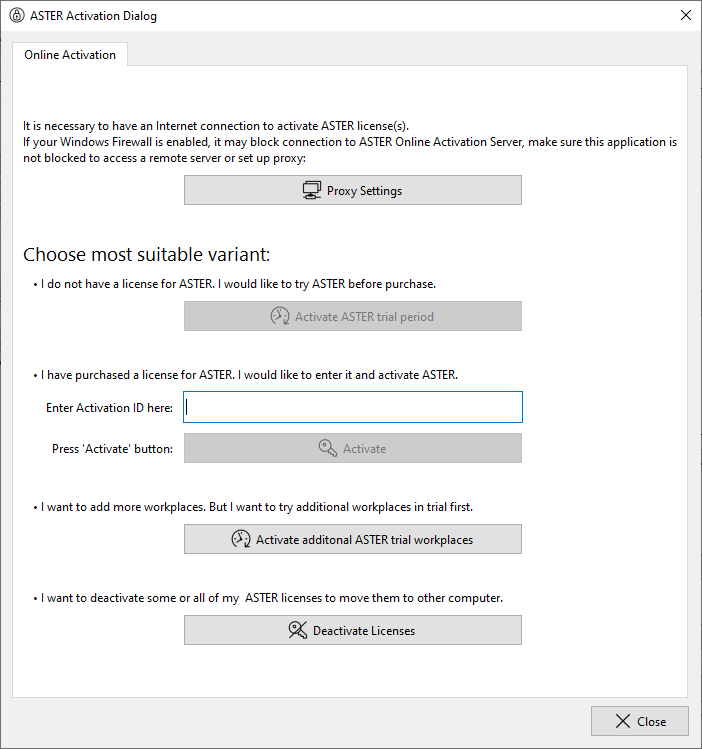 ASTER Activation Dialog
Online Activation
It is necessary to have an Internet connection to activate ASTER license(s).
If your Windows Firewall is enabled, it may block connection to ASTER Online Activation Server, make sure this application is
not blocked to access a remote server or set up proxy:
Proxy Settings
Choose most suitable variant:
• I do not have a license for ASTER. I would like to try ASTER before purchase.
Activate ASTER trial period
• I have purchased a license for ASTER. I would like to enter it and activate ASTER.
Enter Activation ID here:
Press 'Activate' button:
Activate
• I want to add more workplaces. But I want to try additional workplaces in trial first.
Activate additonal ASTER trial workplaces
• I want to deactivate some or all of my  ASTER licenses to move them to other computer.
Deactivate Licenses
Close